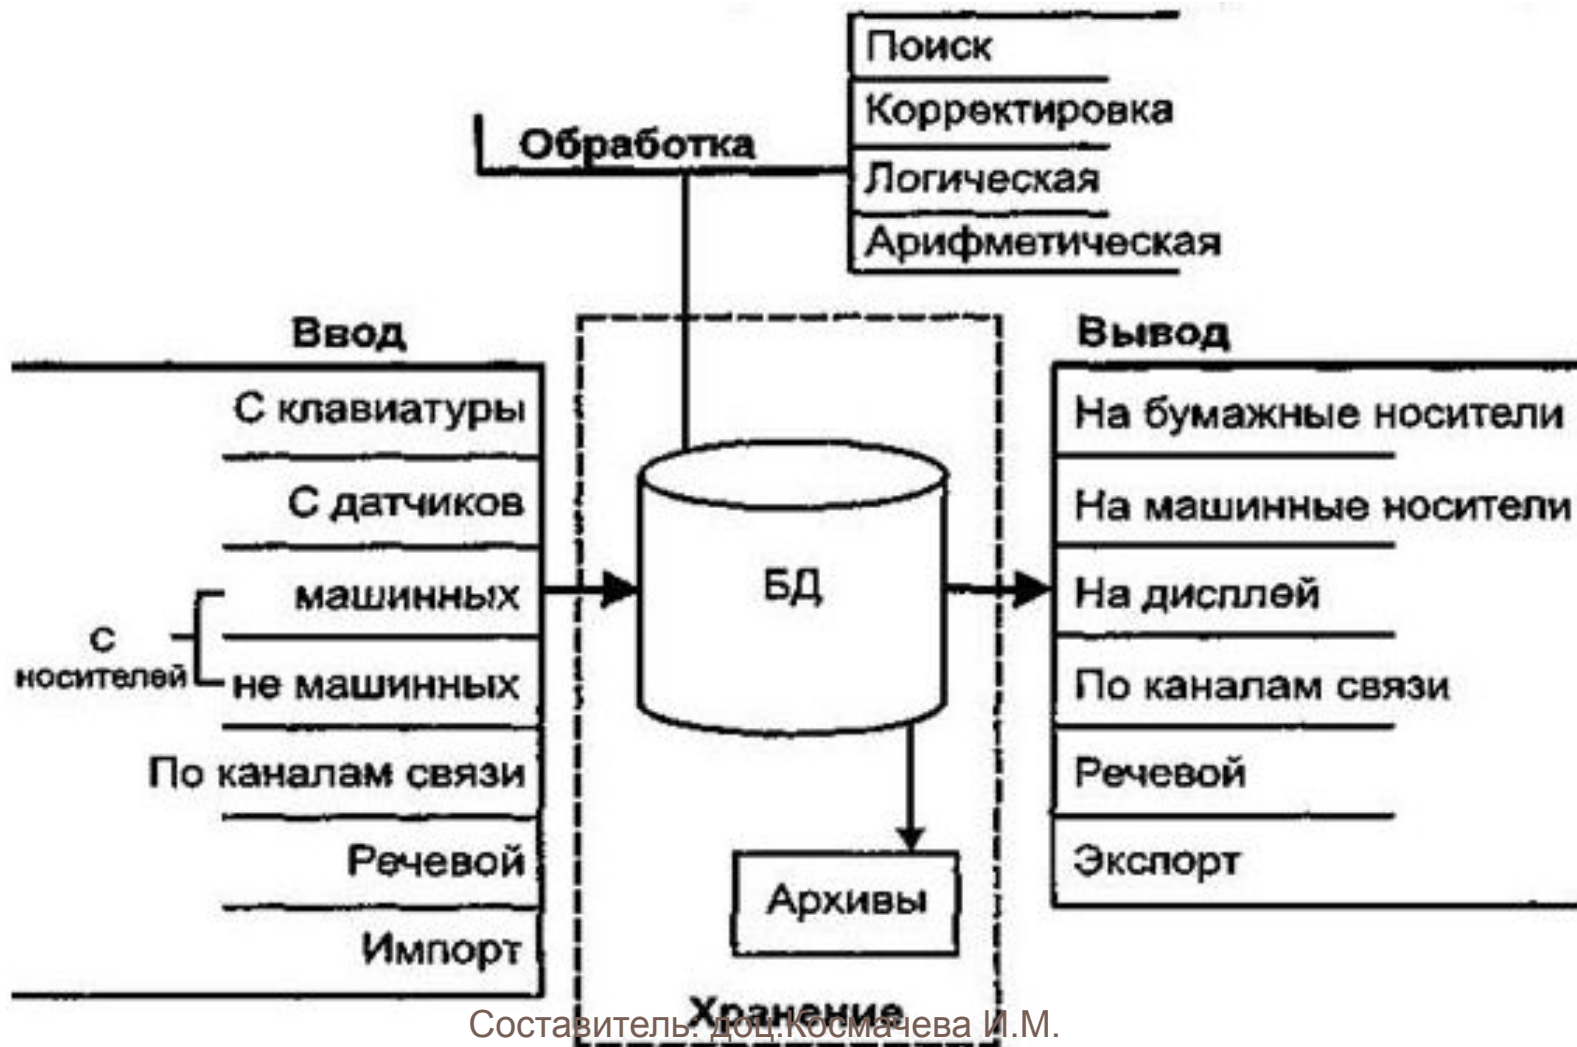 Поиск
Корректировка
Обработка
Логическая
Арифметическая
Ввод
С клавиатуры
С датчиков
машинных
С
носителей
не машинных
По каналам связи
Речевой
Импорт
БД
Архивы
Хранение
Вывод
На бумажные носители
На машинные носители
На дисплей
По каналам связи
Речевой
Экспорт
Составитель: доц.Космачева И.М.